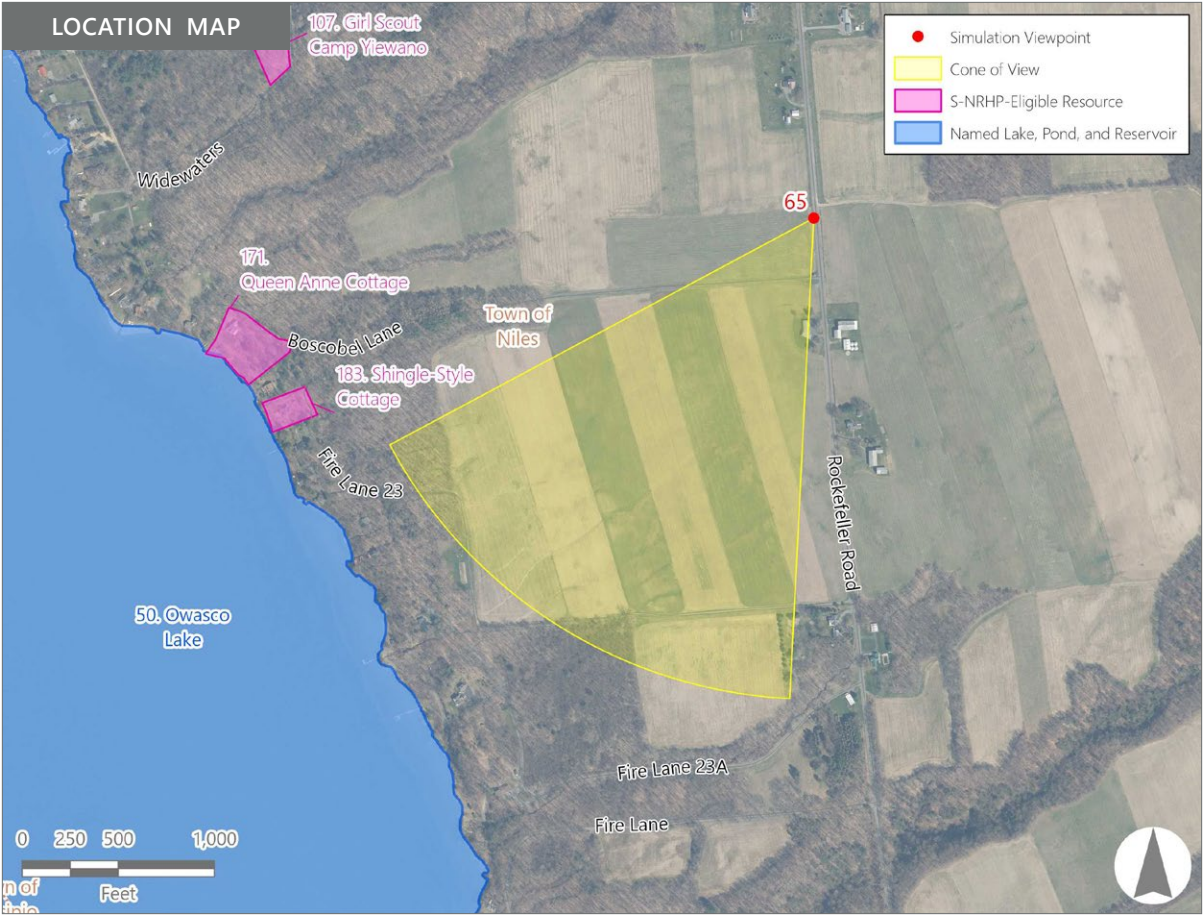 LOCATION MAP
107. Girl Scout
Camp Yiewano
Simulation Viewpoint
Cone of View
S-NRHP-Eligible Resource
Named Lake, Pond, and Reservoir
Widewaters
65
171.
Queen Anne Cottage
Town of
Niles
Boscobel Lane
183. Shingle-Style
Cottage
Fire Lane 23
Rockefeller Road
50. Owasco
Lake
Fire Lane 23A
Fire Lane
0 250 500 1,000
Feet
n of